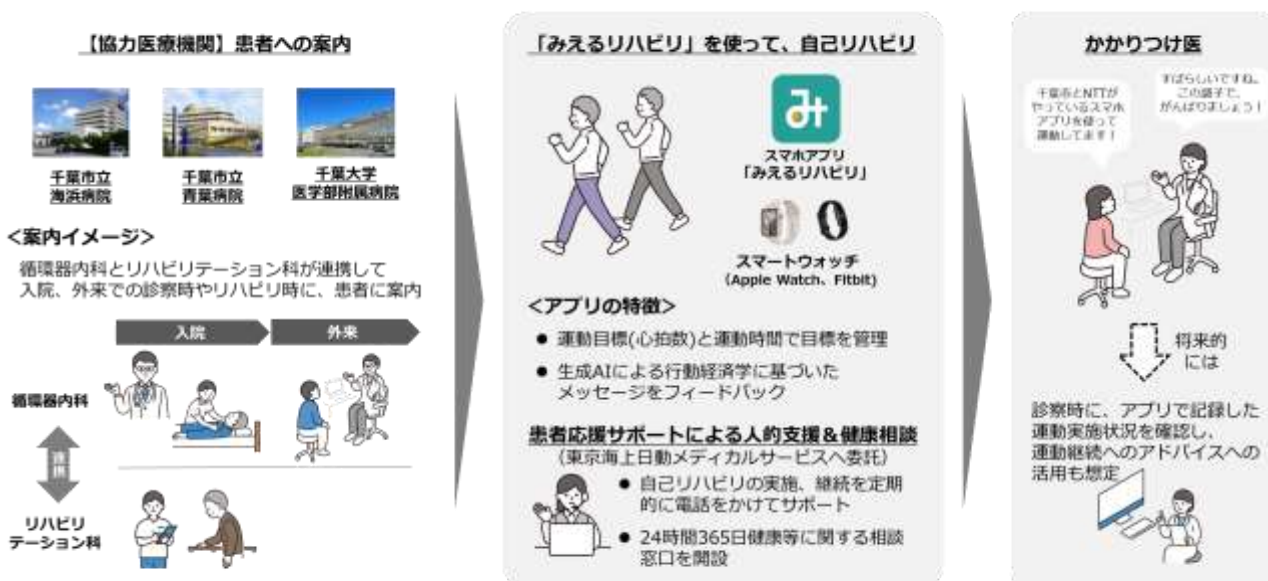 【協力医療機関】患者への案内
千葉市立
海浜病院
千葉市立
青葉病院
千葉大学
医学部附属病院
<案内イメージ>
循環器内科とリハビリテーション科が連携して
入院、外来での診察時やリハビリ時に、患者に案内
入院
外来
循環器内科
連携
リハビリ
テーション科
「みえるリハビリ」を使って、自己リハビリ
み
スマホアプリ
「みえるリハビリ」
スマートウォッチ
(Apple Watch、Fitbit)
<アプリの特徴>
● 運動目標(心拍数)と運動時間で目標を管理
● 生成AIによる行動経済学に基づいた
メッセージをフィードバック
患者応援サポートによる人的支援&健康相談
（東京海上日動メディカルサービスへ委託）
● 自己リハビリの実施、継続を定期
的に電話をかけてサポート
● 24時間365日健康等に関する相談
窓口を開設
かかりつけ医
千葉市とNTTが
やっているスマホ
アプリを使って
運動してます！
すばらしいですね。
この調子で、
がんばりましょう！
将来的
には
診察時に、アプリで記録した
運動実施状況を確認し、
運動継続へのアドバイスへの
活用も想定